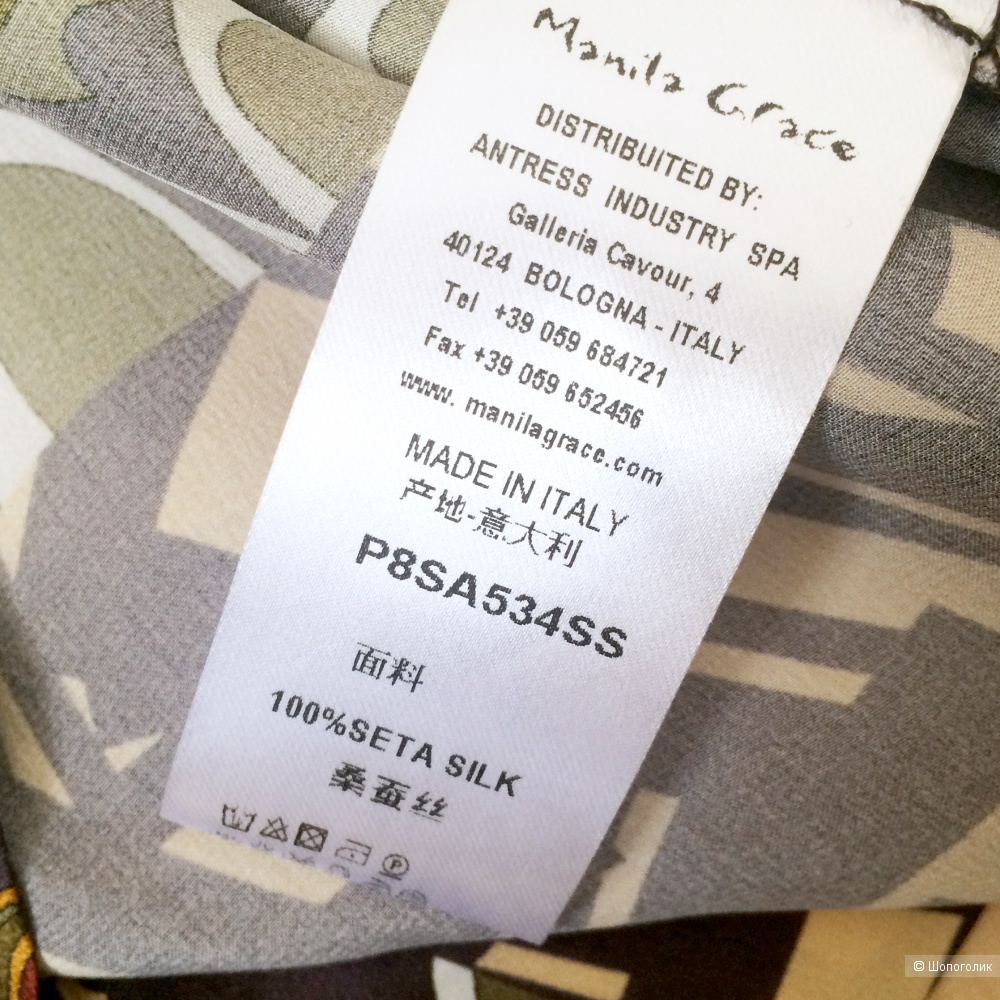 Manila Grace
DISTRIBUITED BY:
ANTRESS INDUSTRY SPA
Galleria Cavour, 4
40124 BOLOGNA - ITALY
Tel +39 059 684721
Fax +39 059 652456
www. manilagrace.com
MADE IN ITALY
产地-意大利
P8SA534SS
面料
100%SETA SILK
桑蚕丝
P
© Шопоголик